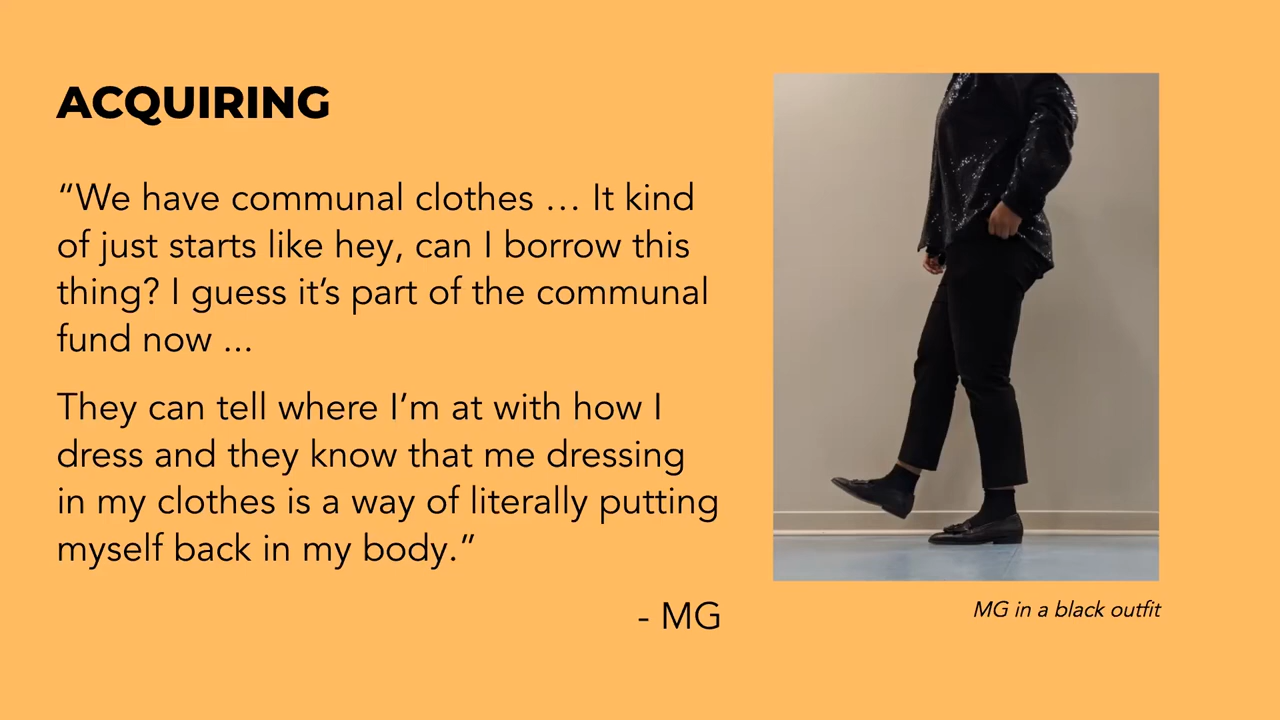 ACQUIRING
“We have communal clothes … It kind
of just starts like hey, can I borrow this
thing? I guess it’s part of the communal
fund now ...
They can tell where I’m at with how I
dress and they know that me dressing
in my clothes is a way of literally putting
myself back in my body.”
- MG
MG in a black outfit